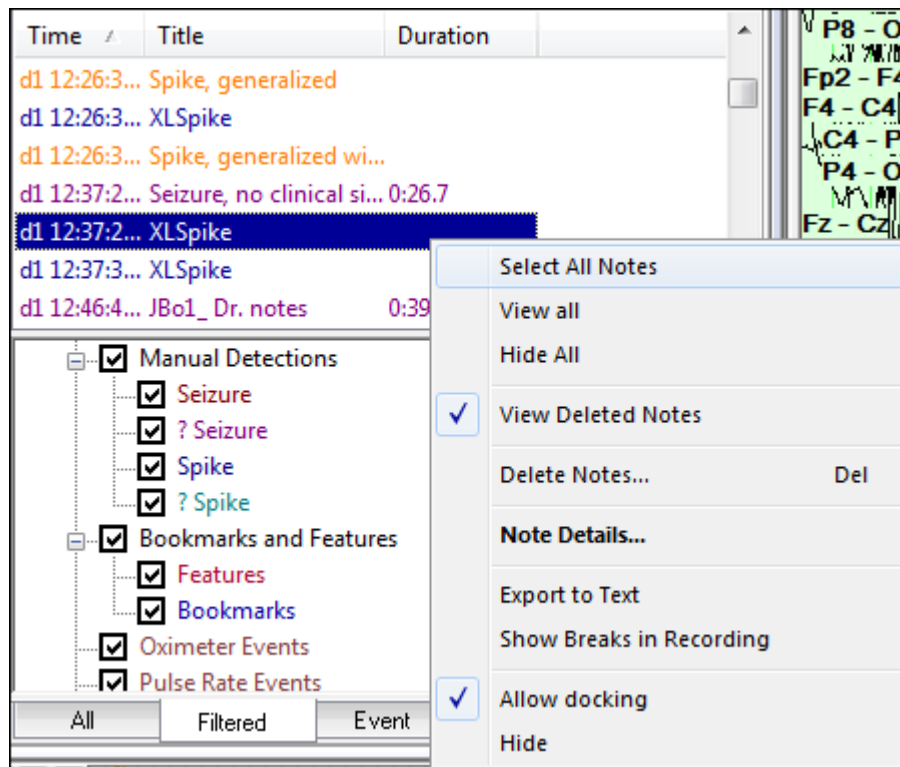 Time Title Duration
d1 12:26:3... Spike, generalized
d1 12:26:3... XLSpike
d1 12:26:3... Spike, generalized wi...
d1 12:37:2... Seizure, no clinical si... 0:26.7
d1 12:37:2... XLSpike
d1 12:37:3... XLSpike
d1 12:46:4... JBo1_ Dr. notes 0:39
Manual Detections
Seizure
? Seizure
Spike
? Spike
Bookmarks and Features
Features
Bookmarks
Oximeter Events
Pulse Rate Events
All Filtered Event
Select All Notes
View all
Hide All
View Deleted Notes
Delete Notes... Del
Note Details...
Export to Text
Show Breaks in Recording
Allow docking
Hide
P8 - O
Fp2 - F4
F4 - C4
C4 - P
P4 - O
Fz - Cz